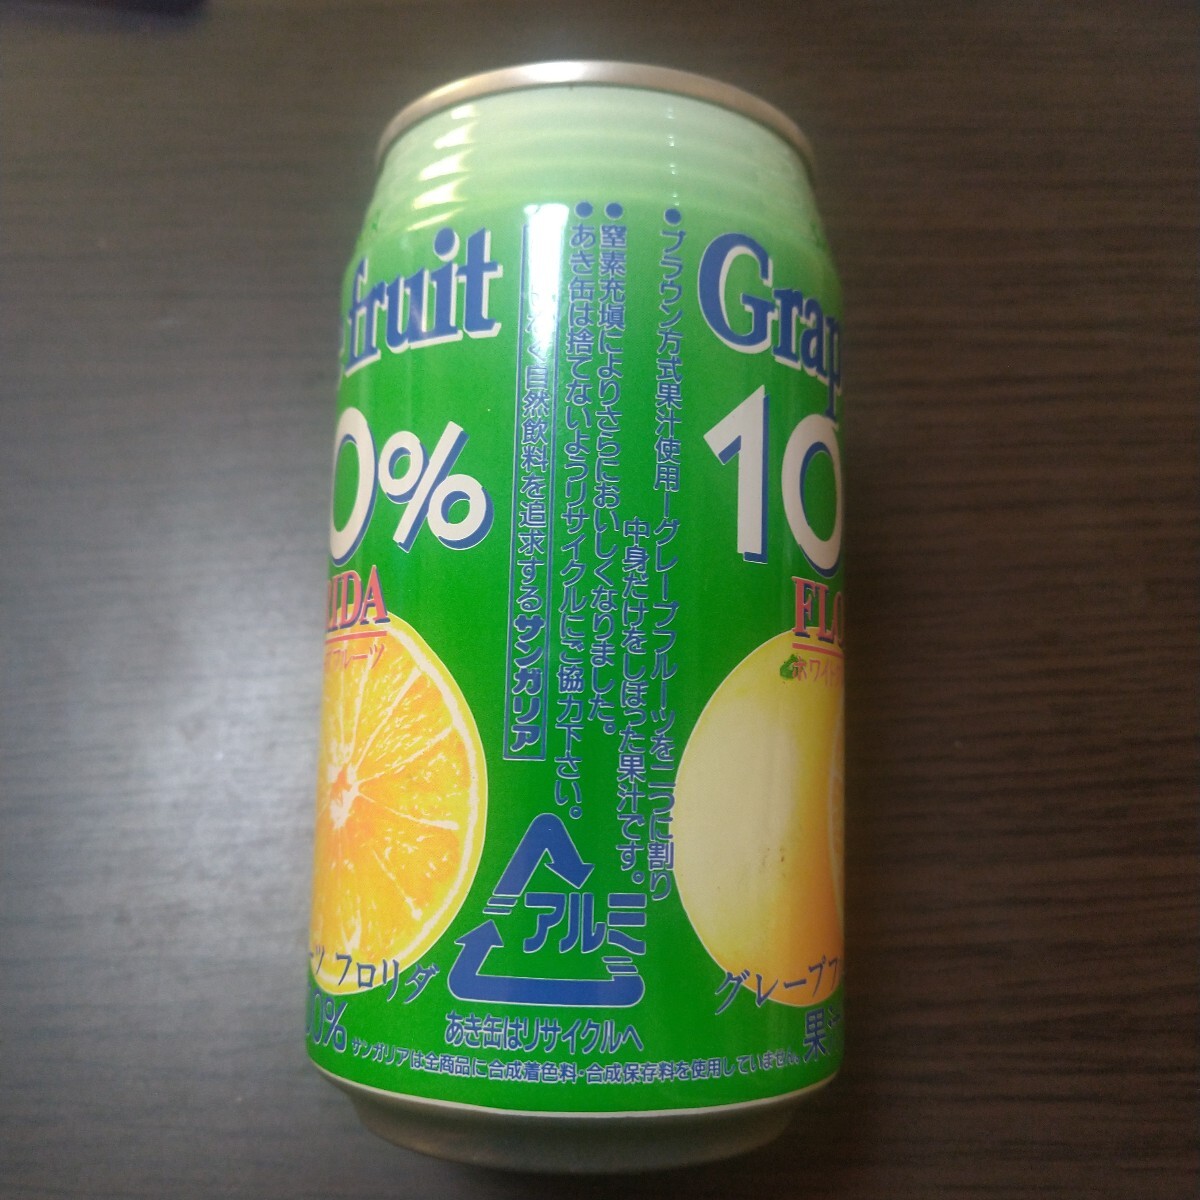 fruit
0%
IDA
フルーツ
ーツ フロリダ
0%
Grap
10
FLO
ホワイト
グレープフ
果汁
●ブラウン方式果汁使用ーグレープフルーツを二つに割り
中身だけをしぼった果汁です。
●窒素充塡によりさらにおいしくなりました。
●あき缶は捨てないようリサイクルにご協力下さい。
く自然飲料を追求するサンガリア
アルミ
あき缶はリサイクルへ
サンガリアは全商品に合成着色料・合成保存料を使用していません。